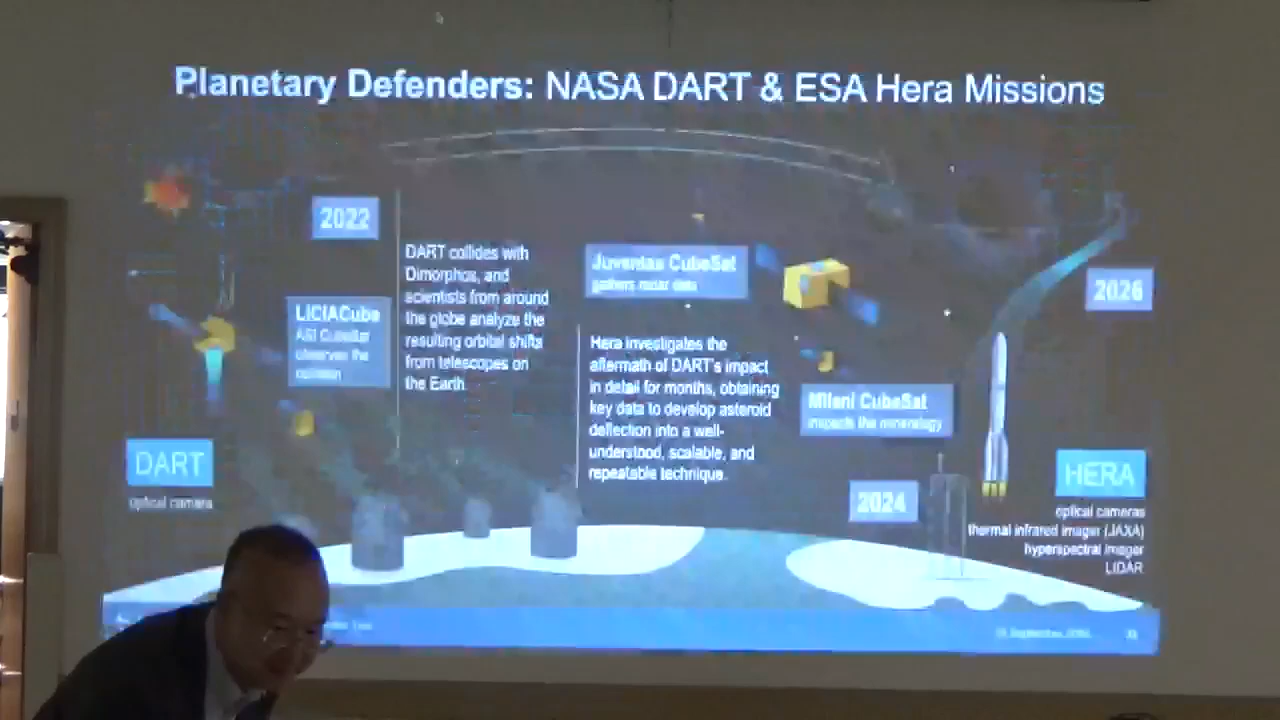 Planetary Defenders: NASA DART & ESA Hera Missions
2022
DART collides with
Dimorphos, and
scientists from around
the globe analyze the
resulting orbital shifts
from telescopes on
the Earth.
LICIACube
ASI CubeSat
observes the
collision
DART
optical camera
Juventas CubeSat
gathers radar data
Hera investigates the
aftermath of DART's impact
in detail for months, obtaining
key data to develop asteroid
deflection into a well-
understood, scalable, and
repeatable technique.
Milani CubeSat
inspects the mineralogy
2026
2024
HERA
optical cameras
thermal infrared imager (JAXA)
hyperspectral imager
LIDAR